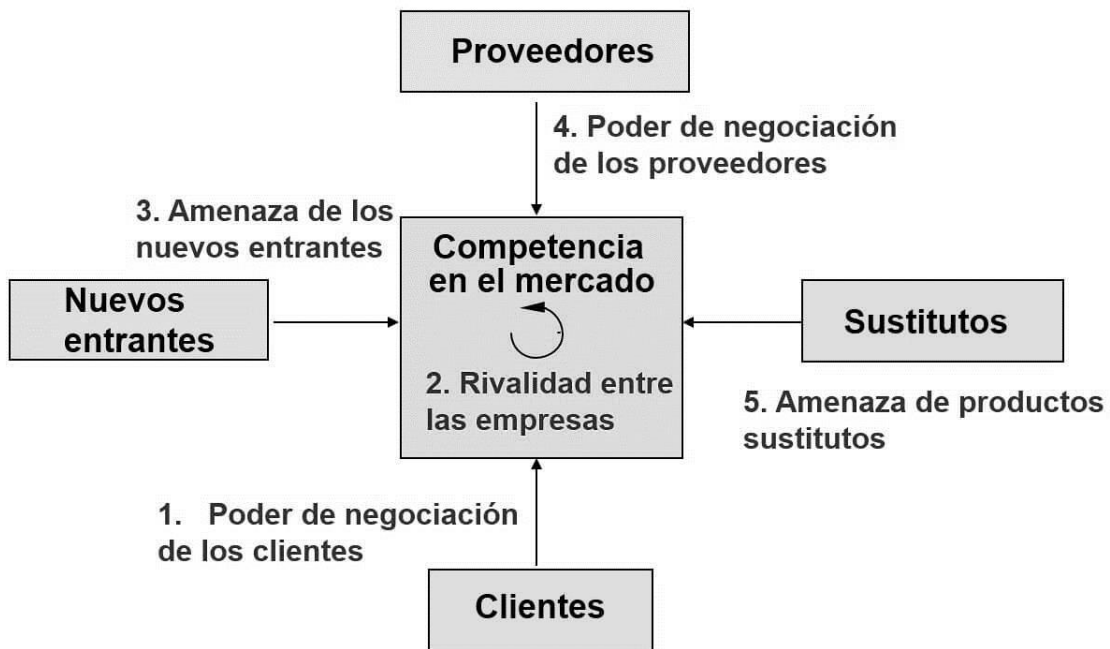 Proveedores
4. Poder de negociación
de los proveedores
3. Amenaza de los
nuevos entrantes
Competencia
en el mercado
Nuevos
entrantes
Sustitutos
2. Rivalidad entre
las empresas
5. Amenaza de productos
sustitutos
1. Poder de negociación
de los clientes
Clientes